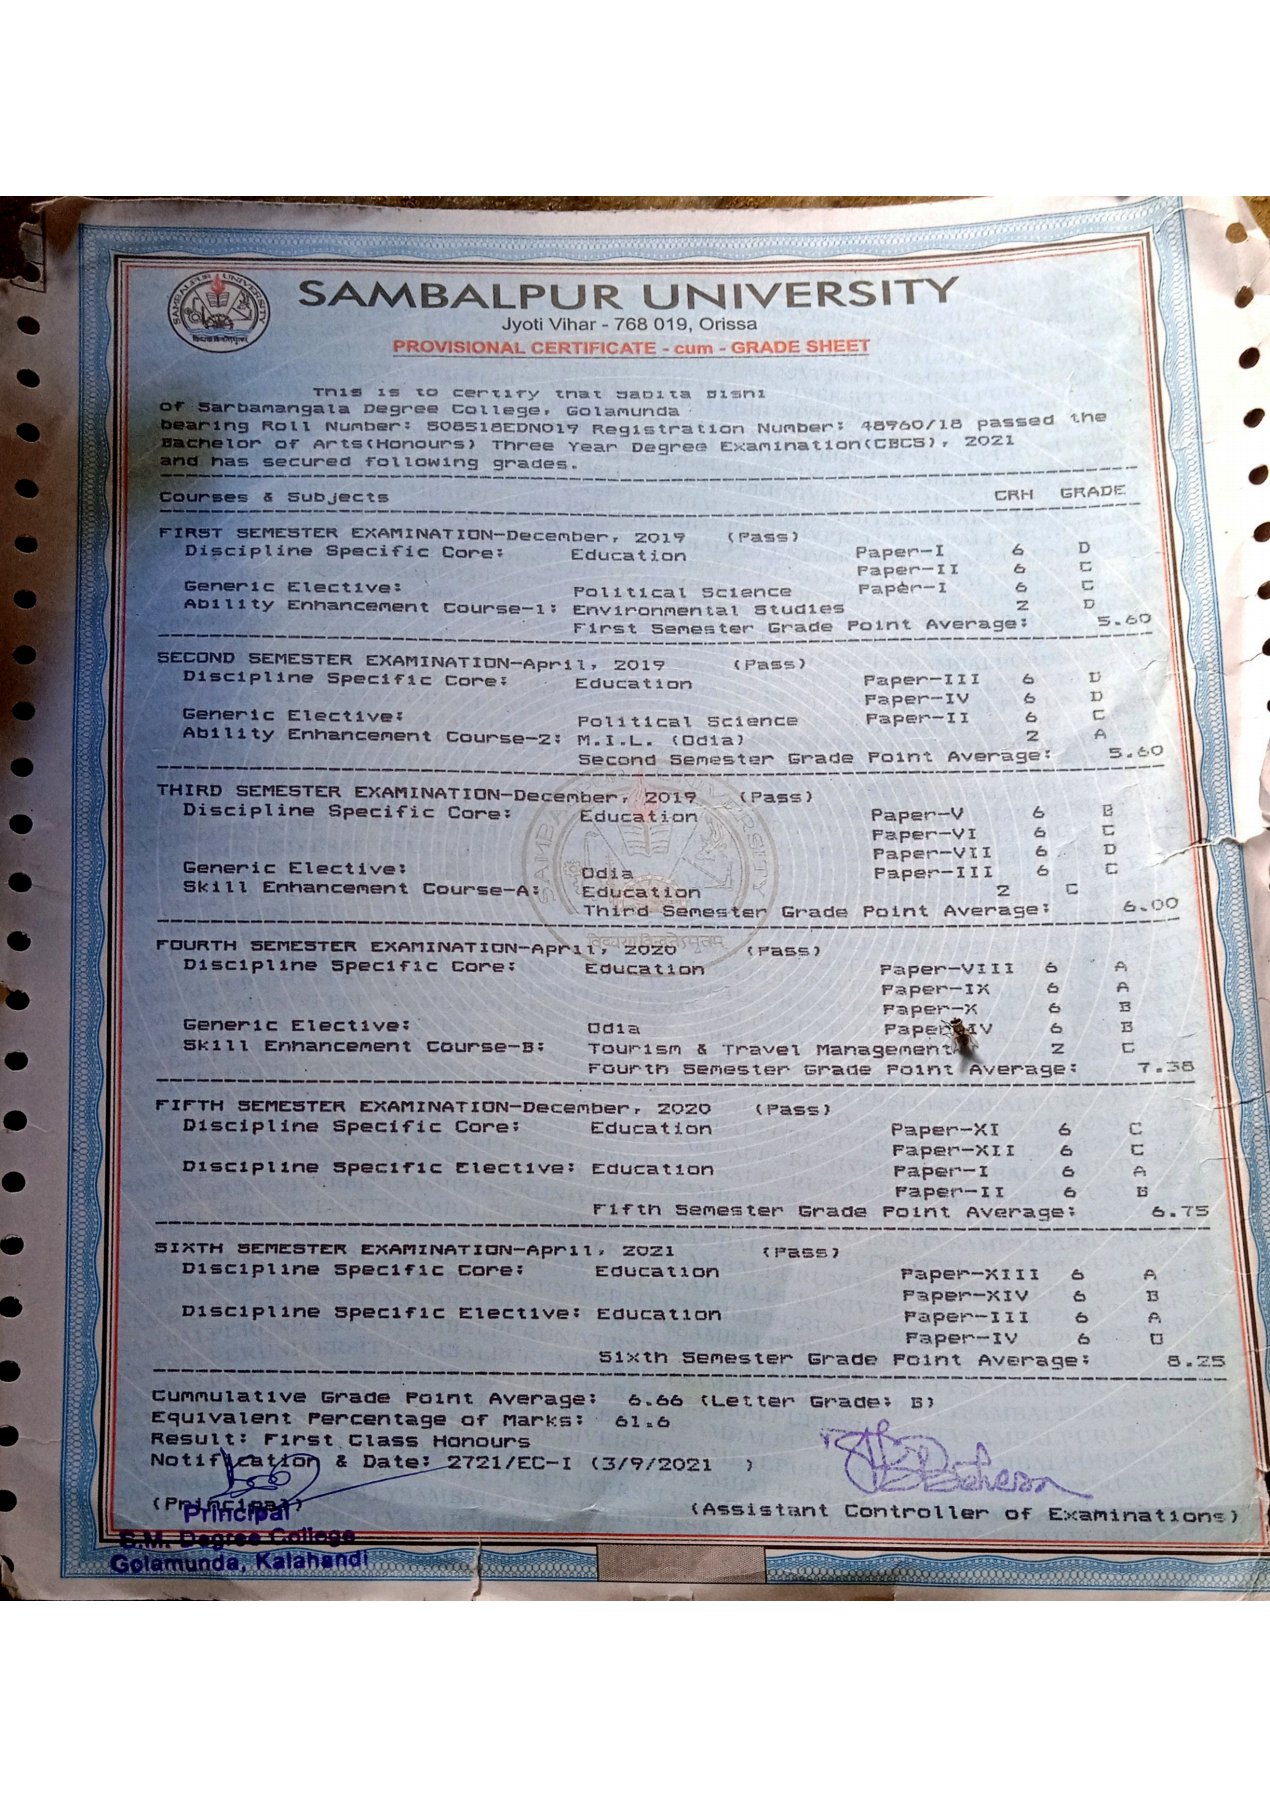 SAMBALPUR UNIVERSITY
SAMBALPUR UNIVERSITY
Jyoti Vihar - 768 019, Orissa
PROVISIONAL CERTIFICATE - cum - GRADE SHEET
This is to certify that Sabita Bishi
of Sarbamangala Degree College, Golamunda
bearing Roll Number: 508518EDN019 Registration Number: 48960/18 passed the
Bachelor of Arts(Honours) Three Year Degree Examination(CBCS), 2021
and has secured following grades.
Courses & Subjects CRH GRADE
FIRST SEMESTER EXAMINATION-December, 2019 (Pass)
Discipline Specific Core: Education Paper-I 6 D
Paper-II 6 C
Generic Elective: Political Science Paper-I 6 C
Ability Enhancement Course-1: Environmental Studies 2 D
First Semester Grade Point Average: 5.60
SECOND SEMESTER EXAMINATION-April, 2019 (Pass)
Discipline Specific Core: Education Paper-III 6 D
Paper-IV 6 D
Generic Elective: Political Science Paper-II 6 C
Ability Enhancement Course-2: M.I.L. (Odia) 2 A
Second Semester Grade Point Average: 5.60
THIRD SEMESTER EXAMINATION-December, 2019 (Pass)
Discipline Specific Core: Education Paper-V 6 B
Paper-VI 6 C
Paper-VII 6 D
Generic Elective: Odia Paper-III 6 C
Skill Enhancement Course-A: Education 2 C
Third Semester Grade Point Average: 6.00
FOURTH SEMESTER EXAMINATION-April, 2020 (Pass)
Discipline Specific Core: Education Paper-VIII 6 A
Paper-IX 6 A
Paper-X 6 B
Generic Elective: Odia Paper-IV 6 B
Skill Enhancement Course-B: Tourism & Travel Management 2 C
Fourth Semester Grade Point Average: 7.38
FIFTH SEMESTER EXAMINATION-December, 2020 (Pass)
Discipline Specific Core: Education Paper-XI 6 C
Paper-XII 6 C
Discipline Specific Elective: Education Paper-I 6 A
Paper-II 6 B
Fifth Semester Grade Point Average: 6.75
SIXTH SEMESTER EXAMINATION-April, 2021 (Pass)
Discipline Specific Core: Education Paper-XIII 6 A
Paper-XIV 6 B
Discipline Specific Elective: Education Paper-III 6 A
Paper-IV 6 O
Sixth Semester Grade Point Average: 8.25
Cummulative Grade Point Average: 6.66 (Letter Grade: B)
Equivalent Percentage of Marks: 61.6
Result: First Class Honours
Notification & Date: 2721/EC-I (3/9/2021 )
(Principal) (Assistant Controller of Examinations)
Principal
S.M. Degree College
Golamunda, Kalahandi